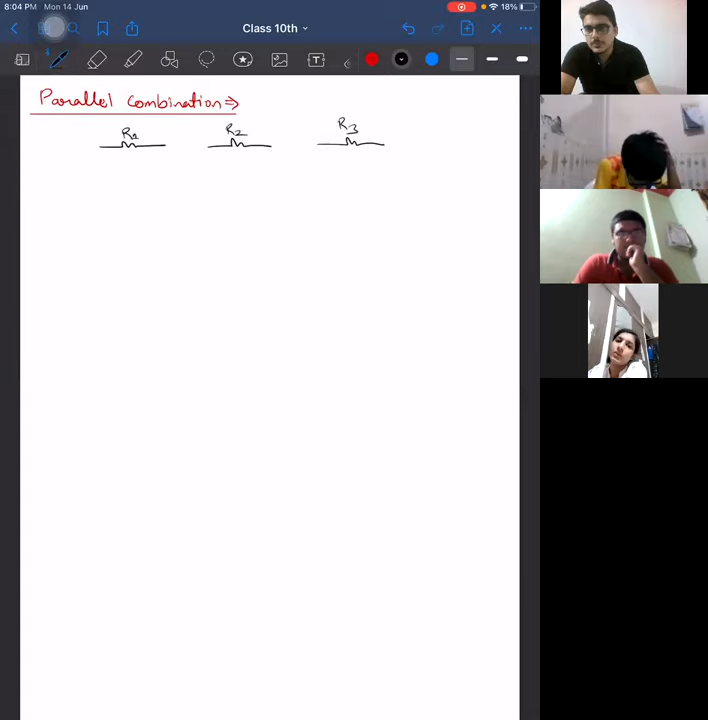 8:04 PM Mon 14 Jun
18%
Class 10th
T
Parallel Combination ⇒
R1 R2 R3